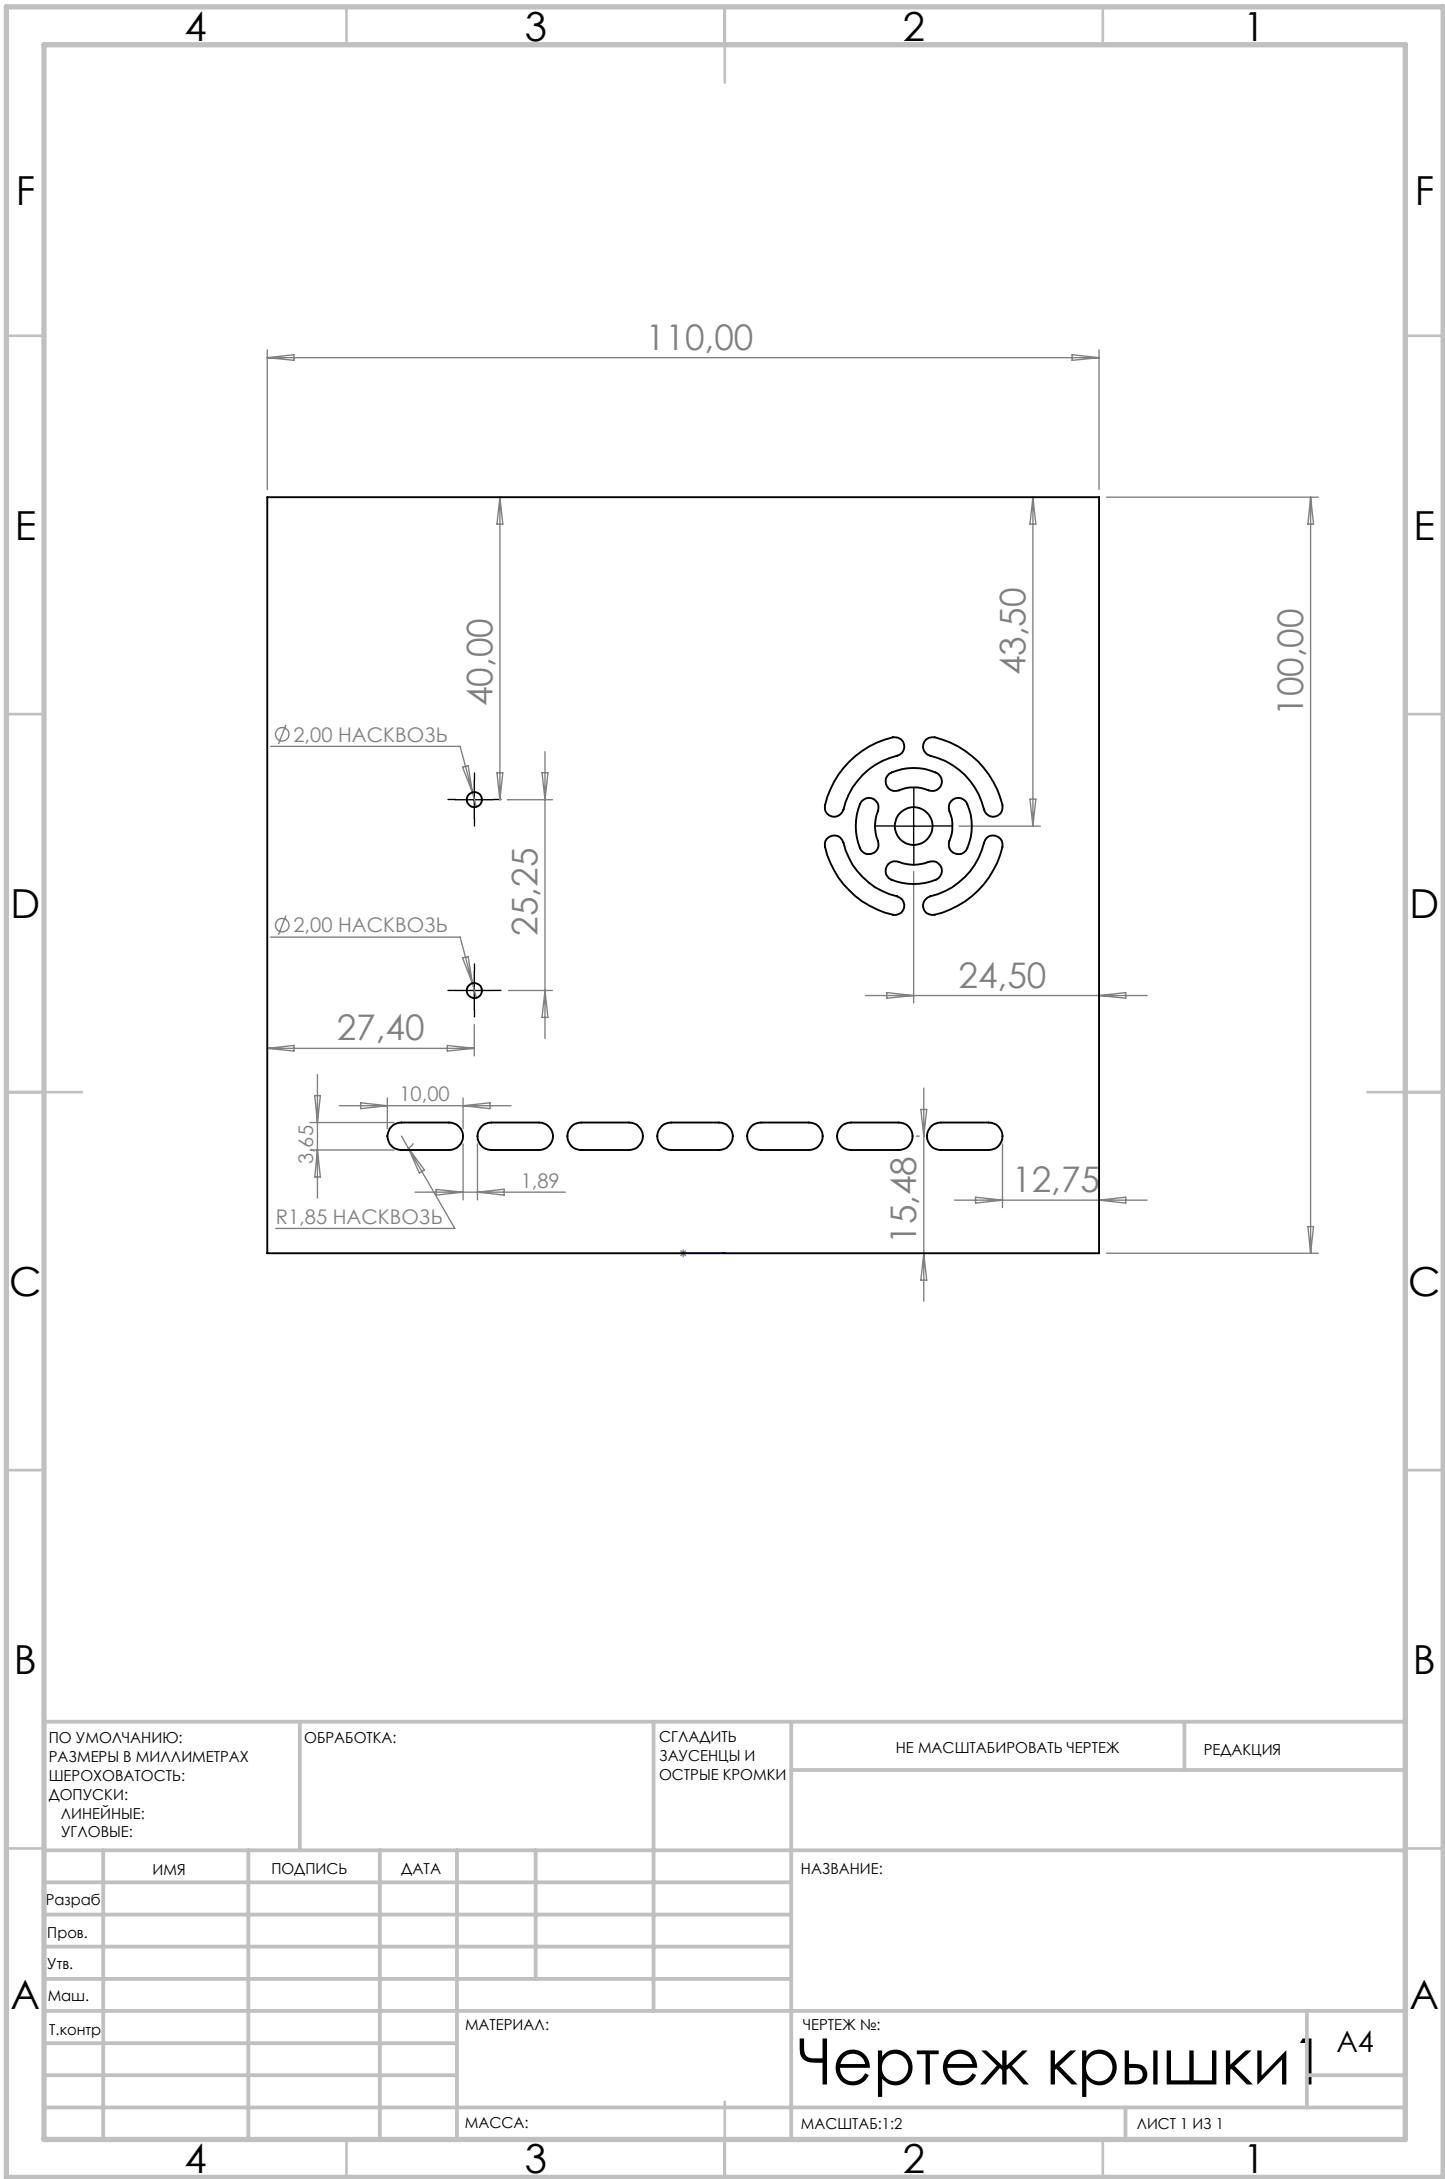 4 3 2 1
F F
110,00
E E
40,00
43,50
100,00
⌀2,00 НАСКВОЗЬ
25,25
D D
⌀2,00 НАСКВОЗЬ
24,50
27,40
10,00
3,65
1,89
15,48
12,75
R1,85 НАСКВОЗЬ
C C
B B
ПО УМОЛЧАНИЮ:
РАЗМЕРЫ В МИЛЛИМЕТРАХ
ШЕРОХОВАТОСТЬ:
ДОПУСКИ:
ЛИНЕЙНЫЕ:
УГЛОВЫЕ:
ОБРАБОТКА:
СГЛАДИТЬ
ЗАУСЕНЦЫ И
ОСТРЫЕ КРОМКИ
НЕ МАСШТАБИРОВАТЬ ЧЕРТЕЖ
РЕДАКЦИЯ
ИМЯ ПОДПИСЬ ДАТА
НАЗВАНИЕ:
Разраб
Пров.
Утв.
A A
Маш.
Т.контр
МАТЕРИАЛ:
ЧЕРТЕЖ №:
Чертеж крышки1
A4
МАССА:
МАСШТАБ:1:2
ЛИСТ 1 ИЗ 1
4 3 2 1